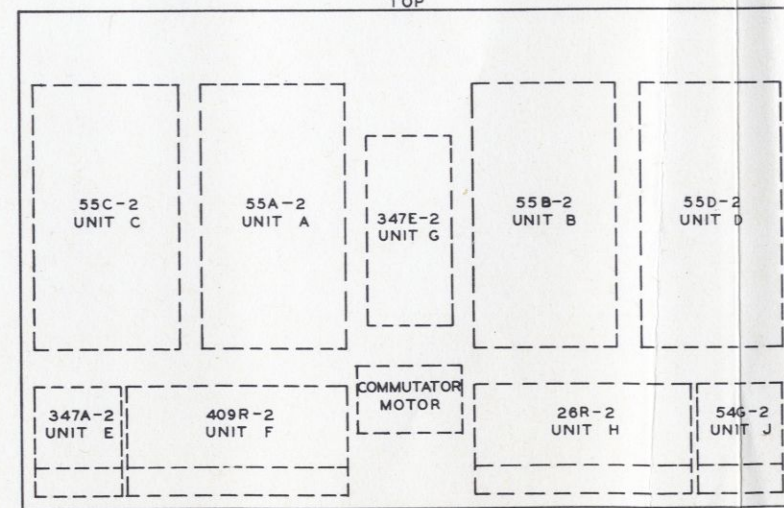 TOP
55C-2
UNIT C
55A-2
UNIT A
347E-2
UNIT G
55B-2
UNIT B
55D-2
UNIT D
347A-2
UNIT E
409R-2
UNIT F
COMMUTATOR
MOTOR
26R-2
UNIT H
54G-2
UNIT J